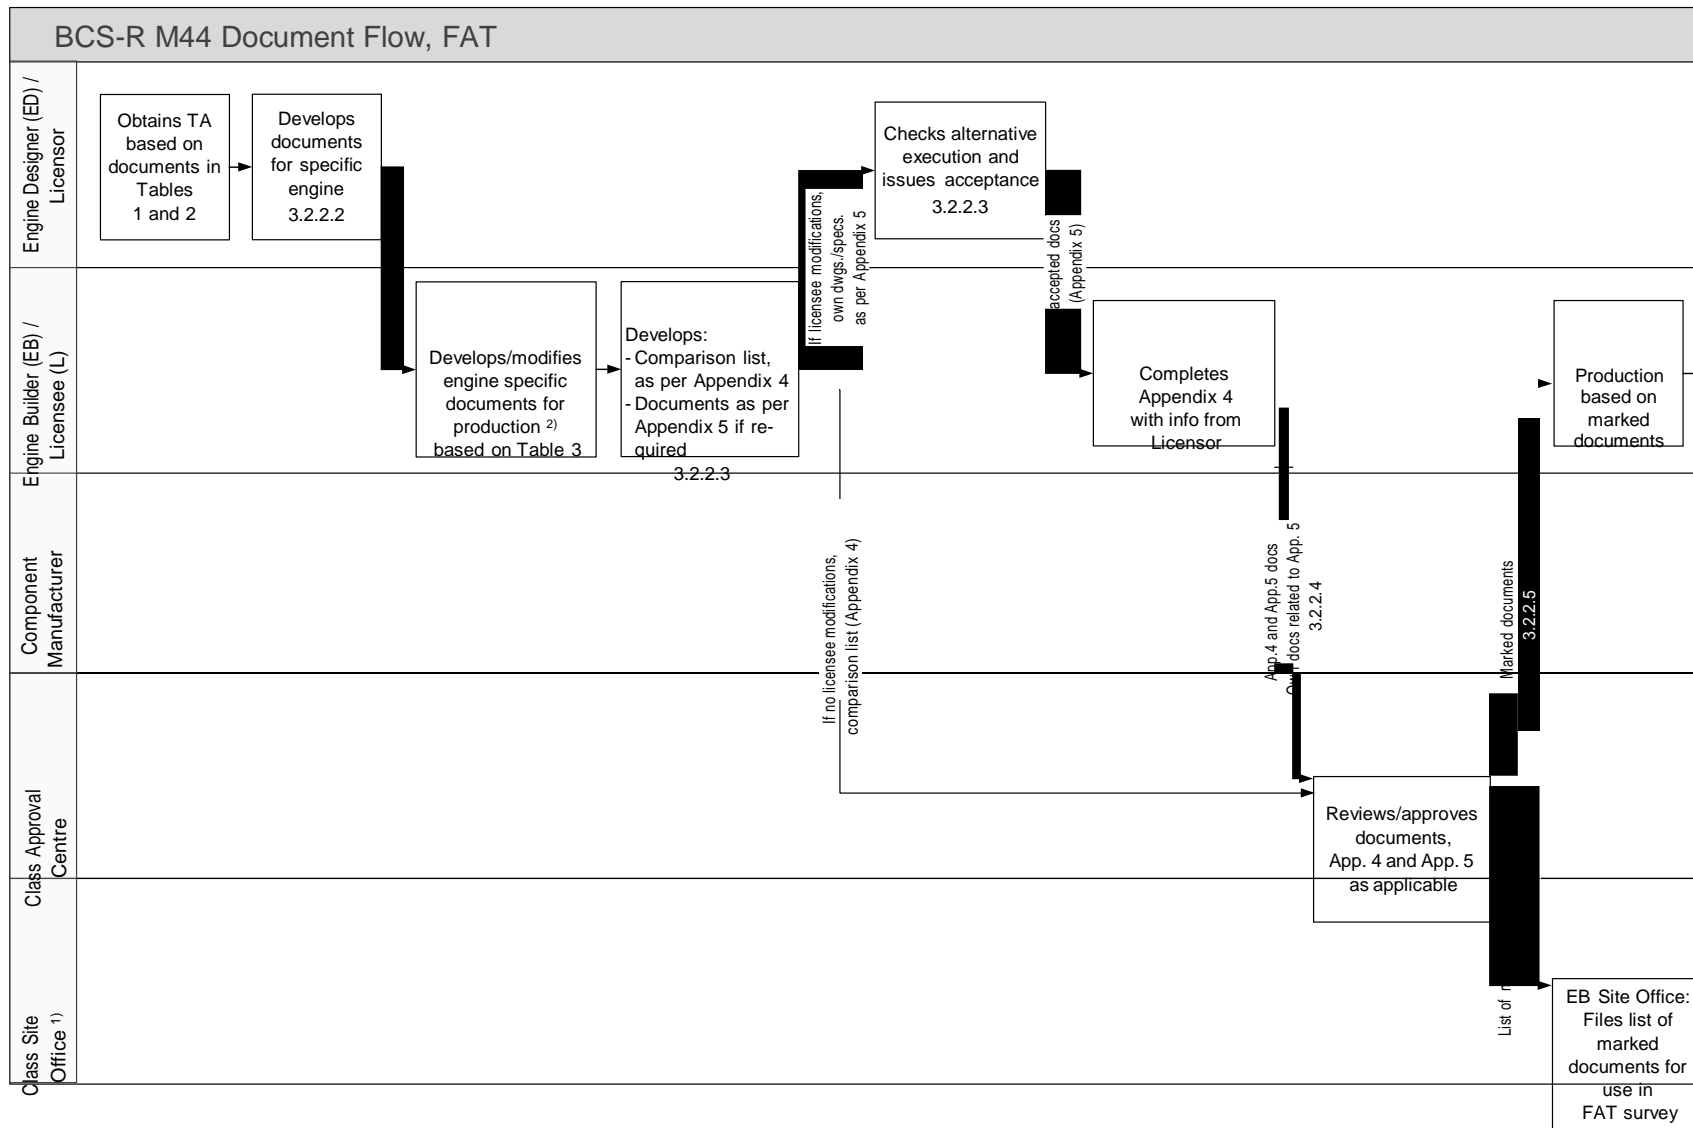 BCS-R M44 Document Flow, FAT
Engine Designer (ED) /
Licensor
Obtains TA
based on
documents in
Tables
1 and 2
Develops
documents
for specific
engine
3.2.2.2
Checks alternative
execution and
issues acceptance
3.2.2.3
If licensee modifications,
own dwgs./specs.
as per Appendix 5
accepted docs
(Appendix 5)
Engine Builder (EB) /
Licensee (L)
Develops/modifies
engine specific
documents for
production 2)
based on Table 3
Develops:
- Comparison list,
as per Appendix 4
- Documents as per
Appendix 5 if re-
quired
3.2.2.3
Completes
Appendix 4
with info from
Licensor
Production
based on
marked
documents
Component
Manufacturer
If no licensee modifications,
comparison list (Appendix 4)
App.4 and App.5 docs
Own docs related to App. 5
3.2.2.4
Marked documents
3.2.2.5
Class Approval
Centre
Reviews/approves
documents,
App. 4 and App. 5
as applicable
Class Site
Office 1)
List of
EB Site Office:
Files list of
marked
documents for
use in
FAT survey